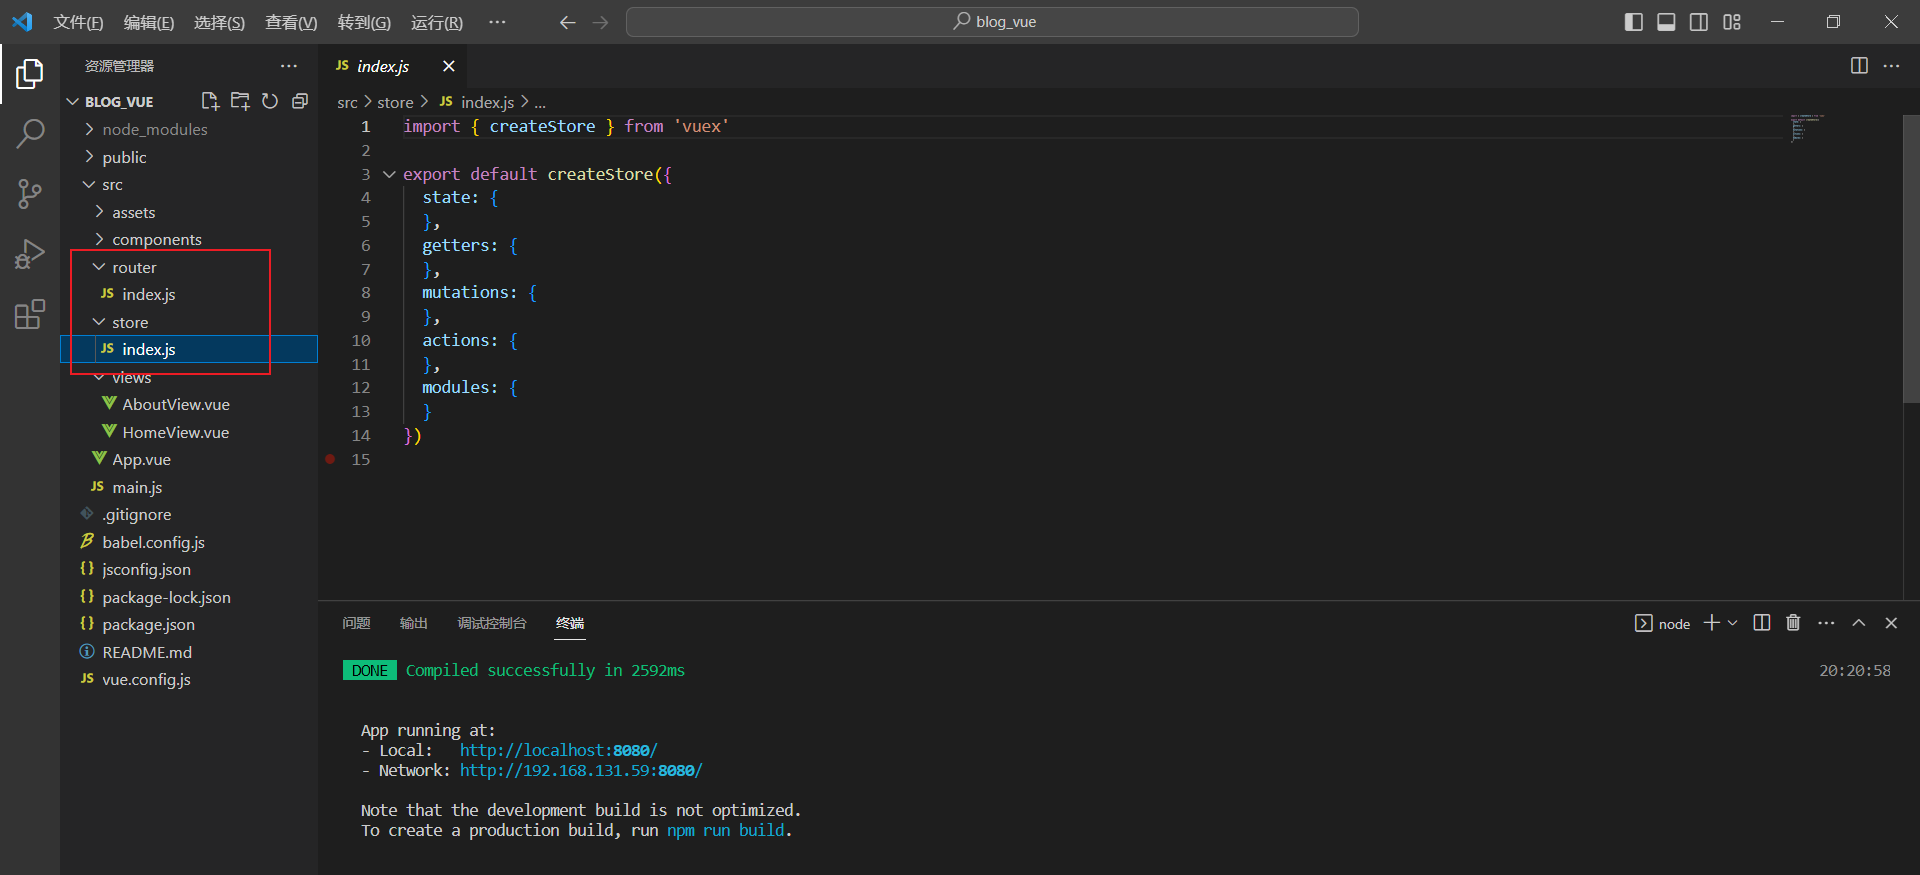 文件(F) 编辑(E) 选择(S) 查看(V) 转到(G) 运行(R) ··· blog_vue
资源管理器
BLOG_VUE
node_modules
public
src
assets
components
router
JS index.js
store
JS index.js
views
AboutView.vue
HomeView.vue
App.vue
JS main.js
.gitignore
babel.config.js
{} jsconfig.json
{} package-lock.json
{} package.json
README.md
JS vue.config.js
JS index.js
src > store > JS index.js > ...
1 import { createStore } from 'vuex'
2
3 export default createStore({
4 state: {
5 },
6 getters: {
7 },
8 mutations: {
9 },
10 actions: {
11 },
12 modules: {
13 }
14 })
15
问题 输出 调试控制台 终端 node
DONE Compiled successfully in 2592ms 20:20:58
App running at:
- Local: http://localhost:8080/
- Network: http://192.168.131.59:8080/
Note that the development build is not optimized.
To create a production build, run npm run build.